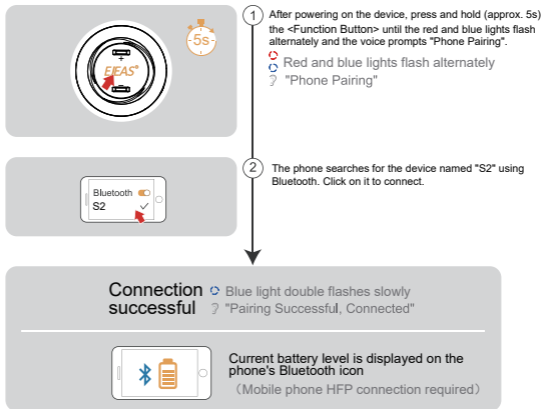 5s
EJEAS®
1
After powering on the device, press and hold (approx. 5s)
the <Function Button> until the red and blue lights flash
alternately and the voice prompts "Phone Pairing".
Red and blue lights flash alternately
"Phone Pairing"
2
The phone searches for the device named "S2" using
Bluetooth. Click on it to connect.
Bluetooth
S2
Connection
successful
Blue light double flashes slowly
"Pairing Successful, Connected"
Current battery level is displayed on the
phone's Bluetooth icon
(Mobile phone HFP connection required)